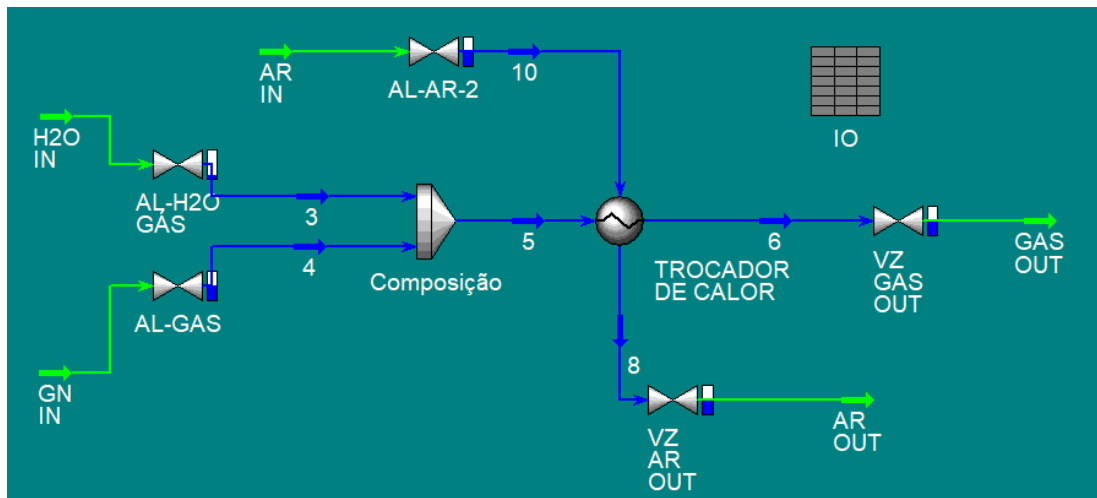 AR
IN
AL-AR-2
10
IO
H2O
IN
AL-H2O
GÁS
3
4
AL-GAS
GN
IN
Composição
5
TROCADOR
DE CALOR
6
VZ
GAS
OUT
GAS
OUT
8
VZ
AR
OUT
AR
OUT